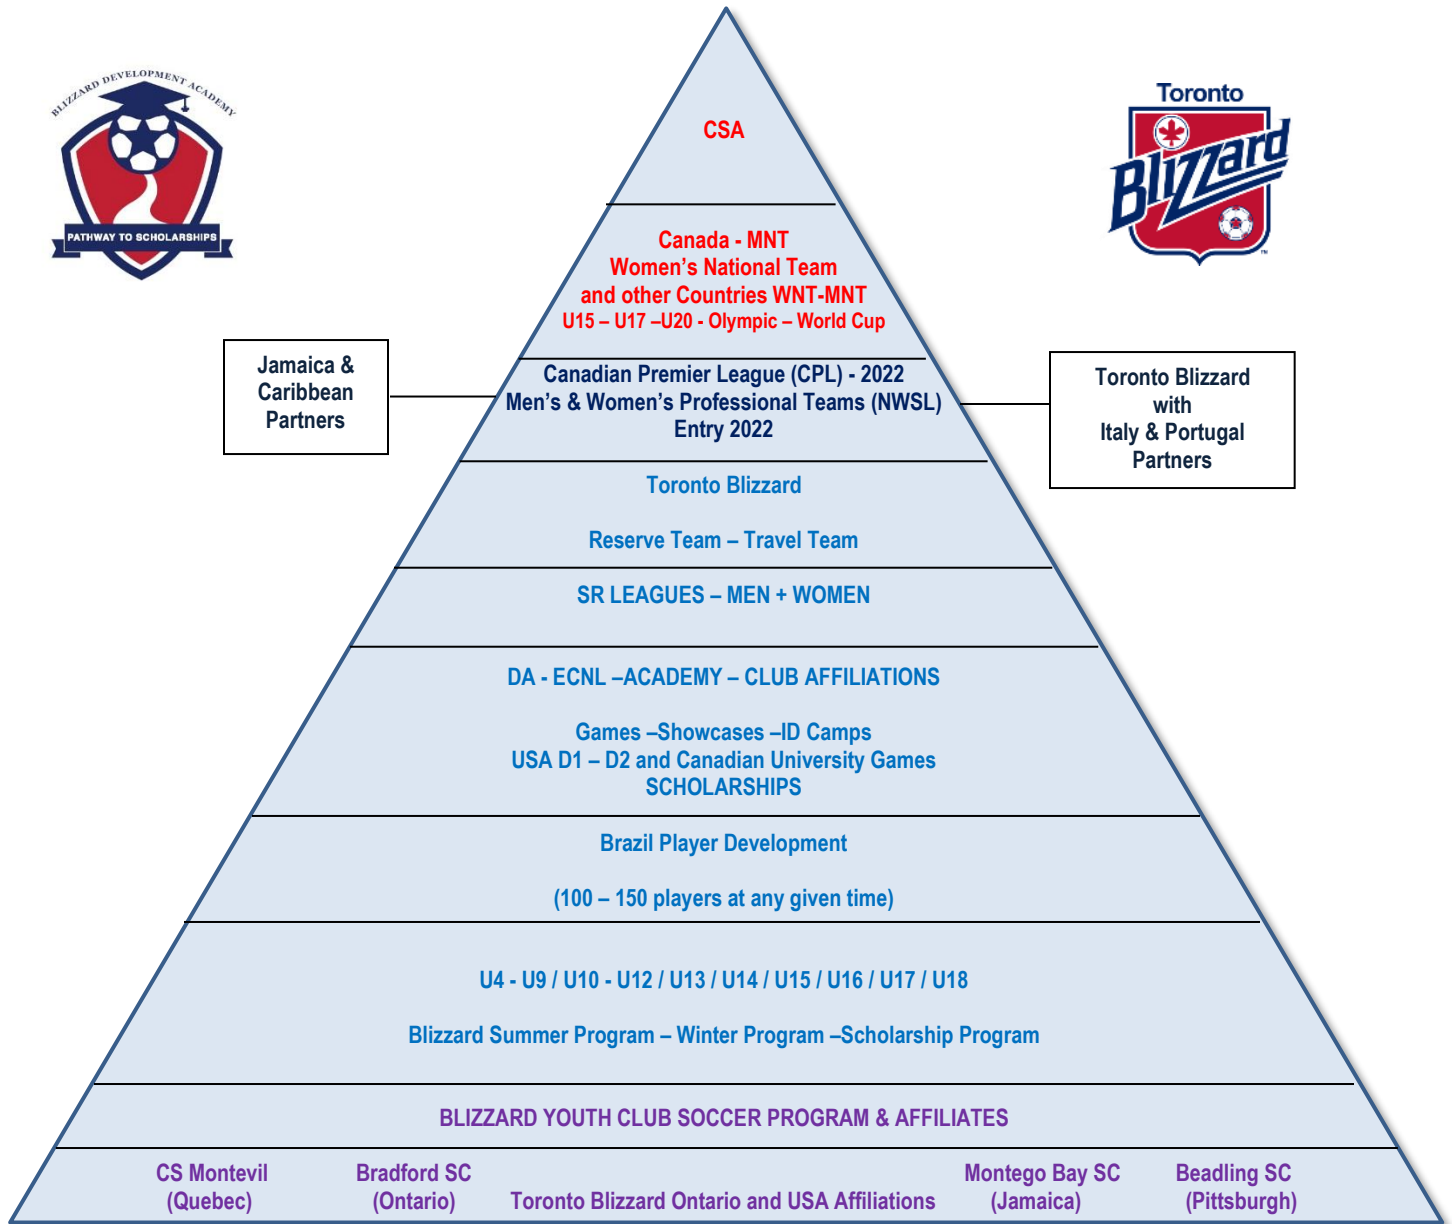 BLIZZARD DEVELOPMENT ACADEMY
PATHWAY TO SCHOLARSHIPS
Toronto
Blizzard
TM
CSA
Canada - MNT
Women's National Team
and other Countries WNT-MNT
U15 – U17 –U20 - Olympic – World Cup
Jamaica &
Caribbean
Partners
Canadian Premier League (CPL) - 2022
Men's & Women's Professional Teams (NWSL)
Entry 2022
Toronto Blizzard
with
Italy & Portugal
Partners
Toronto Blizzard
Reserve Team – Travel Team
SR LEAGUES – MEN + WOMEN
DA - ECNL –ACADEMY – CLUB AFFILIATIONS
Games –Showcases –ID Camps
USA D1 – D2 and Canadian University Games
SCHOLARSHIPS
Brazil Player Development
(100 – 150 players at any given time)
U4 - U9 / U10 - U12 / U13 / U14 / U15 / U16 / U17 / U18
Blizzard Summer Program – Winter Program –Scholarship Program
BLIZZARD YOUTH CLUB SOCCER PROGRAM & AFFILIATES
CS Montevil
(Quebec)
Bradford SC
(Ontario)
Toronto Blizzard Ontario and USA Affiliations
Montego Bay SC
(Jamaica)
Beadling SC
(Pittsburgh)